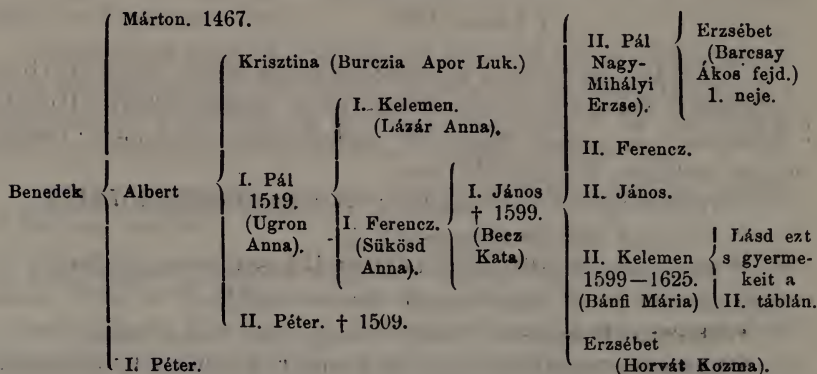 Márton. 1467.
Krisztina (Burczia Apor Luk.)
I. Kelemen.
(Lázár Anna).
II. Pál
Nagy-
Mihályi
Erzse).
Erzsébet
(Barcsay
Ákos fejd.)
1. neje.
II. Ferencz.
Benedek
Albert
I. Pál
1519.
(Ugron
Anna).
I. Ferencz.
(Sükösd
Anna).
I. János
† 1599.
(Becz
Kata)
II. János.
II. Kelemen
1599—1625.
(Bánfi Mária)
Lásd ezt
s gyerme-
keit a
II. táblán.
II. Péter. † 1509.
Erzsébet
(Horvát Kozma).
I. Péter.